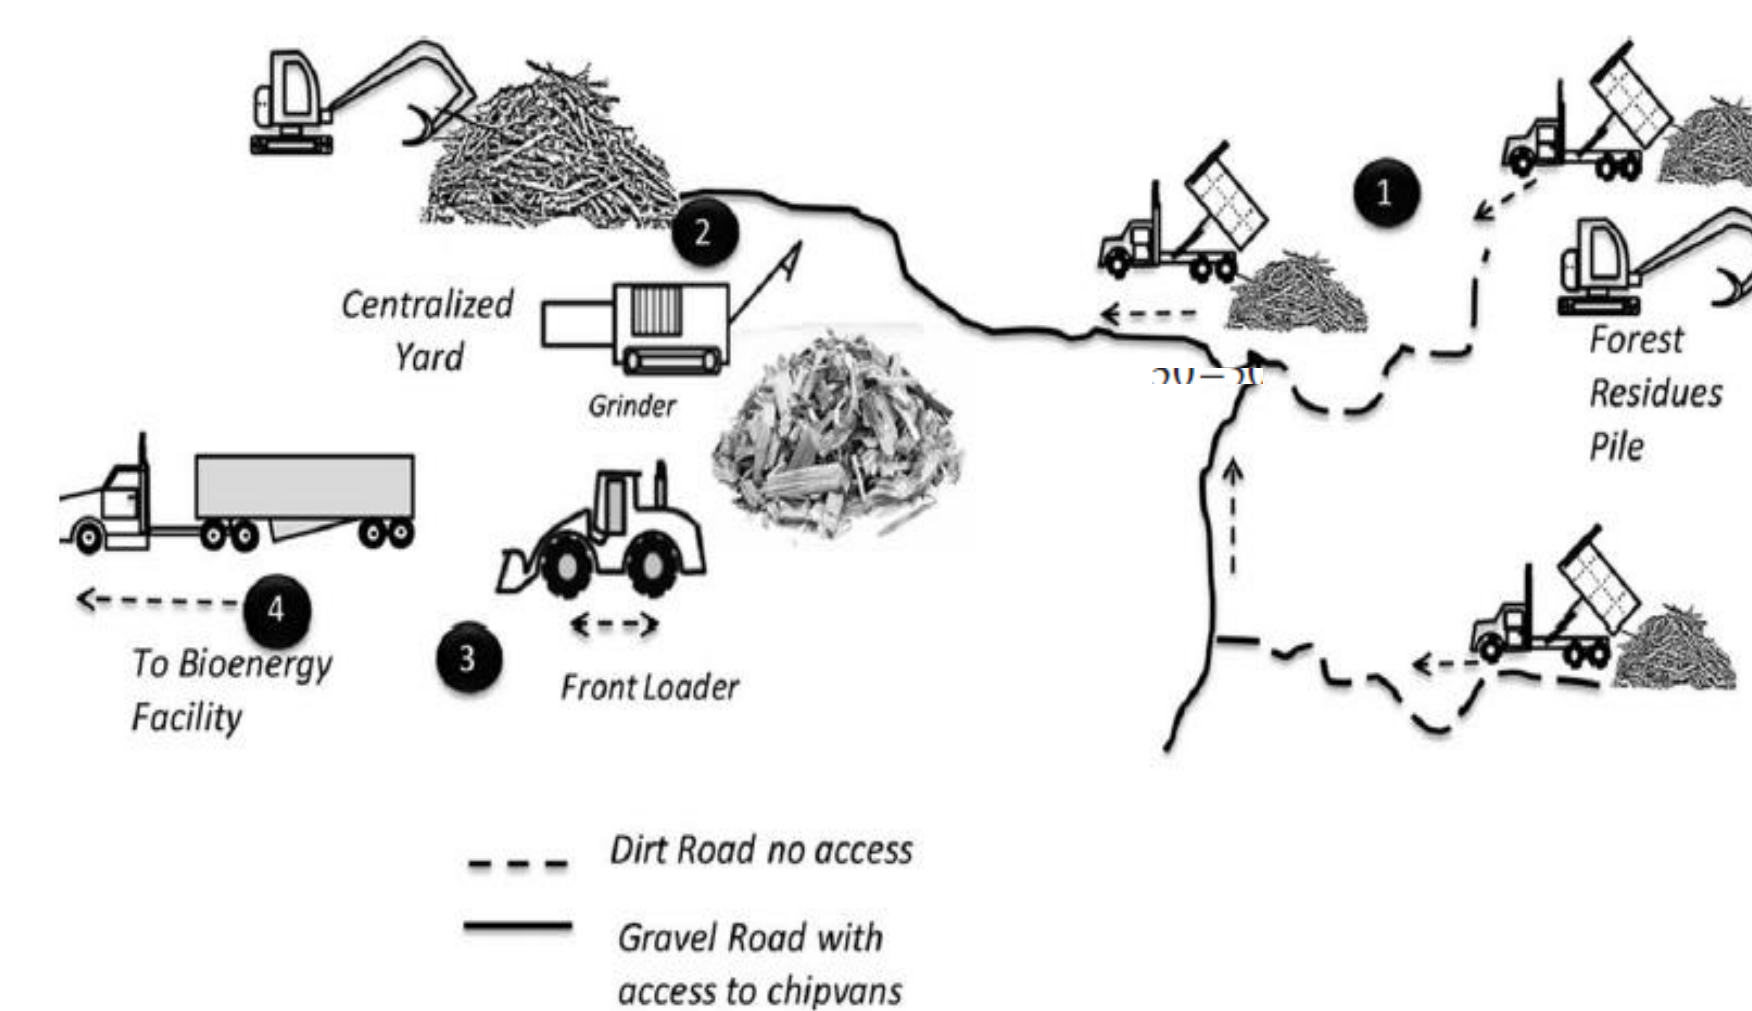 1
2
Centralized
Yard
Grinder
Forest
Residues
Pile
4
To Bioenergy
Facility
3
Front Loader
Dirt Road no access
Gravel Road with
access to chipvans